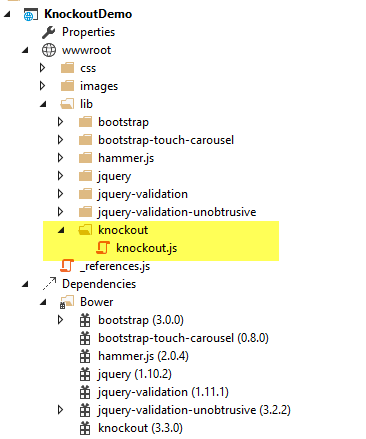 KnockoutDemo
Properties
wwwroot
css
images
lib
bootstrap
bootstrap-touch-carousel
hammer.js
jquery
jquery-validation
jquery-validation-unobtrusive
knockout
knockout.js
_references.js
Dependencies
Bower
bootstrap (3.0.0)
bootstrap-touch-carousel (0.8.0)
hammer.js (2.0.4)
jquery (1.10.2)
jquery-validation (1.11.1)
jquery-validation-unobtrusive (3.2.2)
knockout (3.3.0)